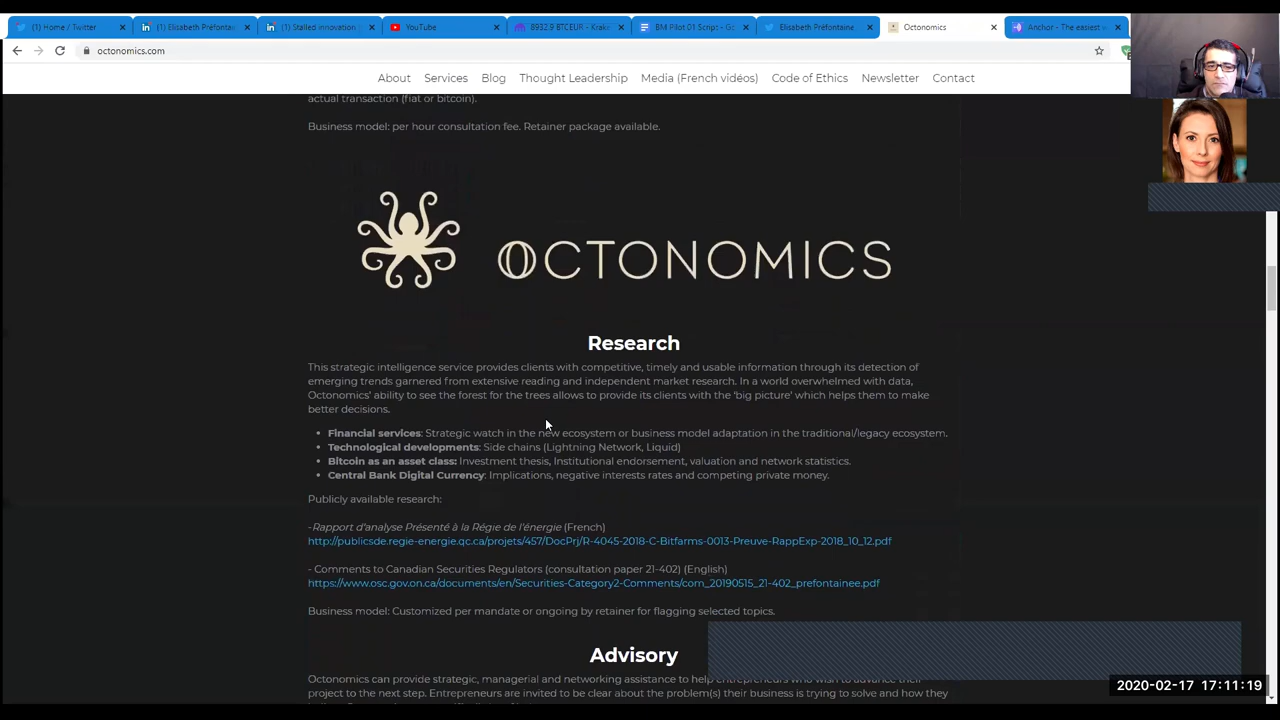 (1) Home / Twitter
(1) Elisabeth Préfontai
(1) Stalled innovation
YouTube
8932.9 BTCEUR - Krake
BM Pilot 01 Script - Go
Elisabeth Préfontaine
Octonomics
Anchor - The easiest w
octonomics.com
About Services Blog Thought Leadership Media (French vidéos) Code of Ethics Newsletter Contact
actual transaction (fiat or bitcoin).
Business model: per hour consultation fee. Retainer package available.
OCTONOMICS
Research
This strategic intelligence service provides clients with competitive, timely and usable information through its detection of
emerging trends garnered from extensive reading and independent market research. In a world overwhelmed with data,
Octonomics' ability to see the forest for the trees allows to provide its clients with the 'big picture' which helps them to make
better decisions.
• Financial services: Strategic watch in the new ecosystem or business model adaptation in the traditional/legacy ecosystem.
• Technological developments: Side chains (Lightning Network, Liquid)
• Bitcoin as an asset class: Investment thesis, Institutional endorsement, valuation and network statistics.
• Central Bank Digital Currency: Implications, negative interests rates and competing private money.
Publicly available research:
-Rapport d'analyse Présenté à la Régie de l'énergie (French)
http://publicsde.regie-energie.qc.ca/projets/457/DocPrj/R-4045-2018-C-Bitfarms-0013-Preuve-RappExp-2018_10_12.pdf
- Comments to Canadian Securities Regulators (consultation paper 21-402) (English)
https://www.osc.gov.on.ca/documents/en/Securities-Category2-Comments/com_20190515_21-402_prefontainee.pdf
Business model: Customized per mandate or ongoing by retainer for flagging selected topics.
Advisory
Octonomics can provide strategic, managerial and networking assistance to help entrepreneurs who wish to advance their
project to the next step. Entrepreneurs are invited to be clear about the problem(s) their business is trying to solve and how they
2020-02-17 17:11:19